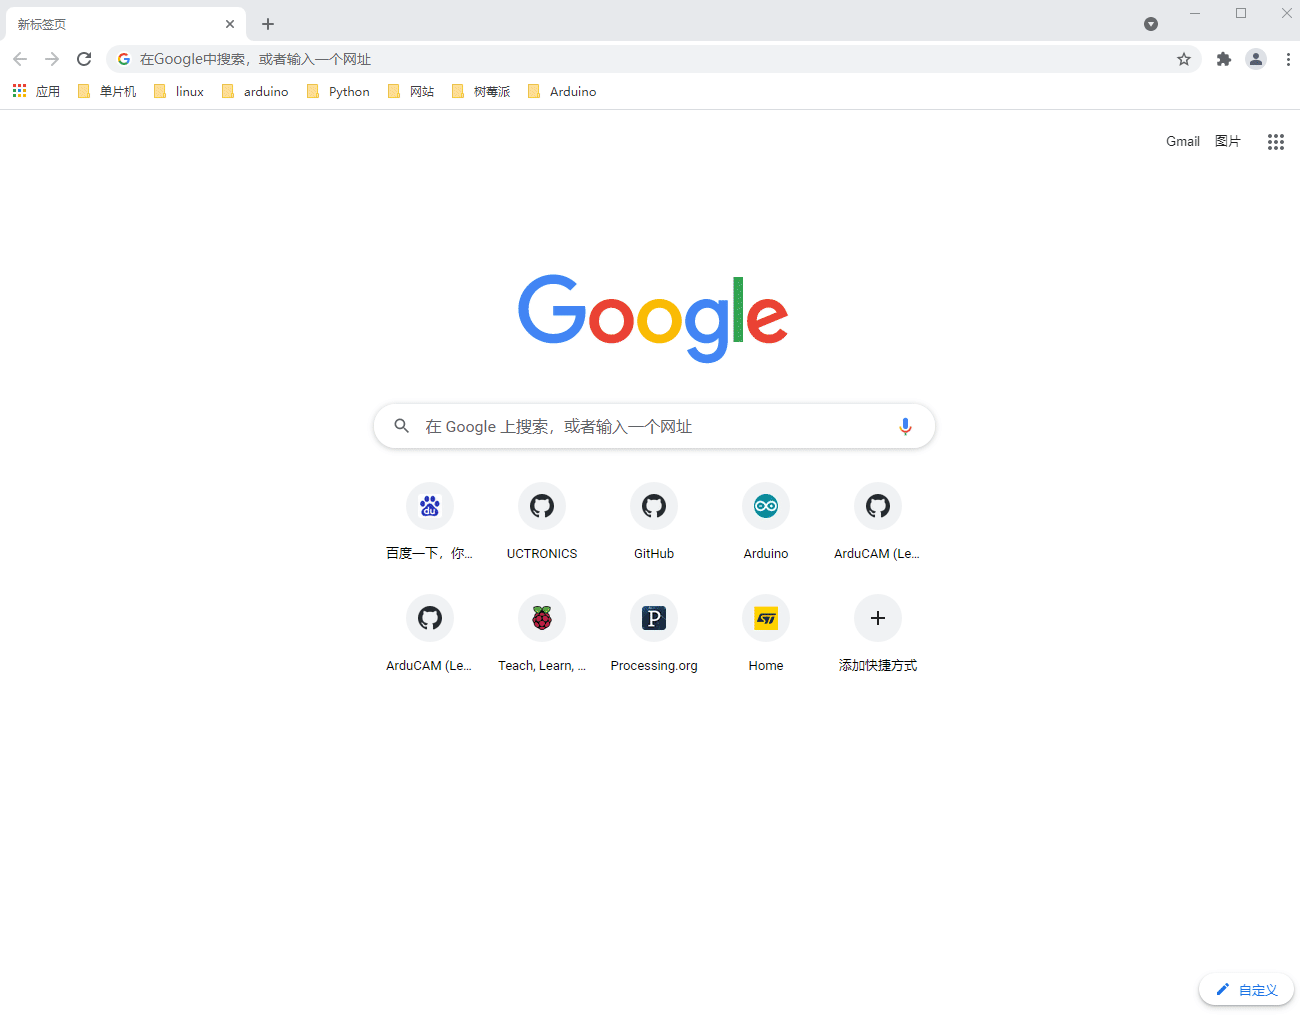 新标签页
在Google中搜索，或者输入一个网址
应用 单片机 linux arduino Python 网站 树莓派 Arduino
Gmail 图片
Google
在 Google 上搜索，或者输入一个网址
du
百度一下，你... UCTRONICS GitHub Arduino ArduCAM (Le...
P ST
ArduCAM (Le... Teach, Learn, ... Processing.org Home 添加快捷方式
自定义